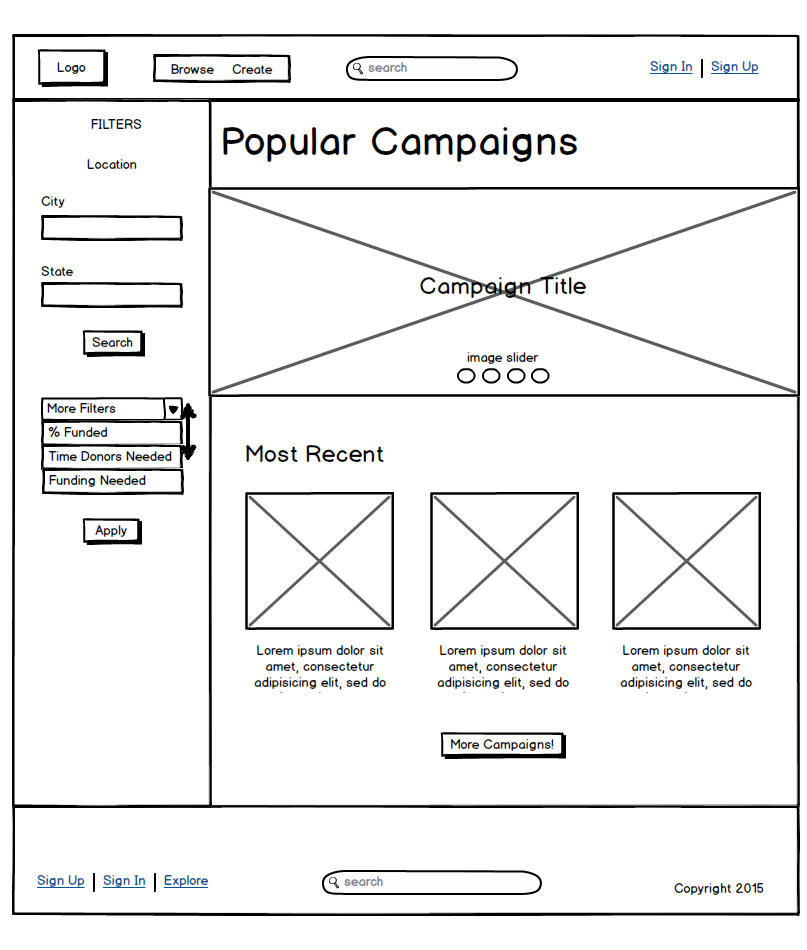 Logo
Browse Create
search
Sign In | Sign Up
FILTERS
Location
City
State
Search
More Filters
% Funded
Time Donors Needed
Funding Needed
Apply
Popular Campaigns
Campaign Title
image slider
Most Recent
Lorem ipsum dolor sit
amet, consectetur
adipisicing elit, sed do
Lorem ipsum dolor sit
amet, consectetur
adipisicing elit, sed do
Lorem ipsum dolor sit
amet, consectetur
adipisicing elit, sed do
More Campaigns!
Sign Up | Sign In | Explore
search
Copyright 2015